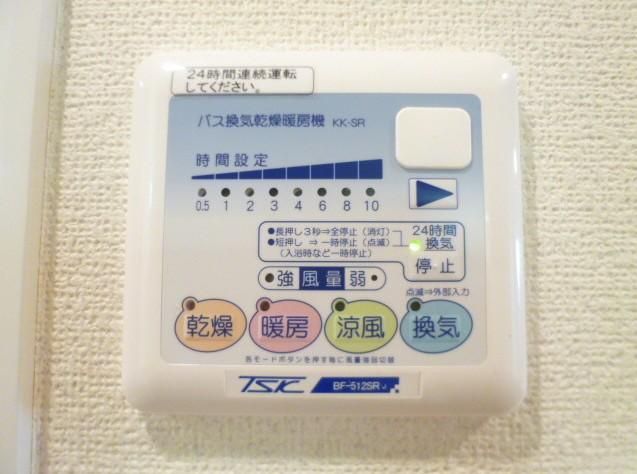 24時間連続運転
してください。
バス換気乾燥暖房機 KK-SR
時間設定
0.5 1 2 3 4 6 8 10
●長押し3秒⇒全停止（消灯）
●短押し ⇒一時停止（点滅）
（入浴時など一時停止）
24時間
換気
停止
強 風量 弱
点滅⇒外部入力
乾燥 暖房 涼風 換気
各モードボタンを押す毎に風量強弱切替
TSK BF-512SR